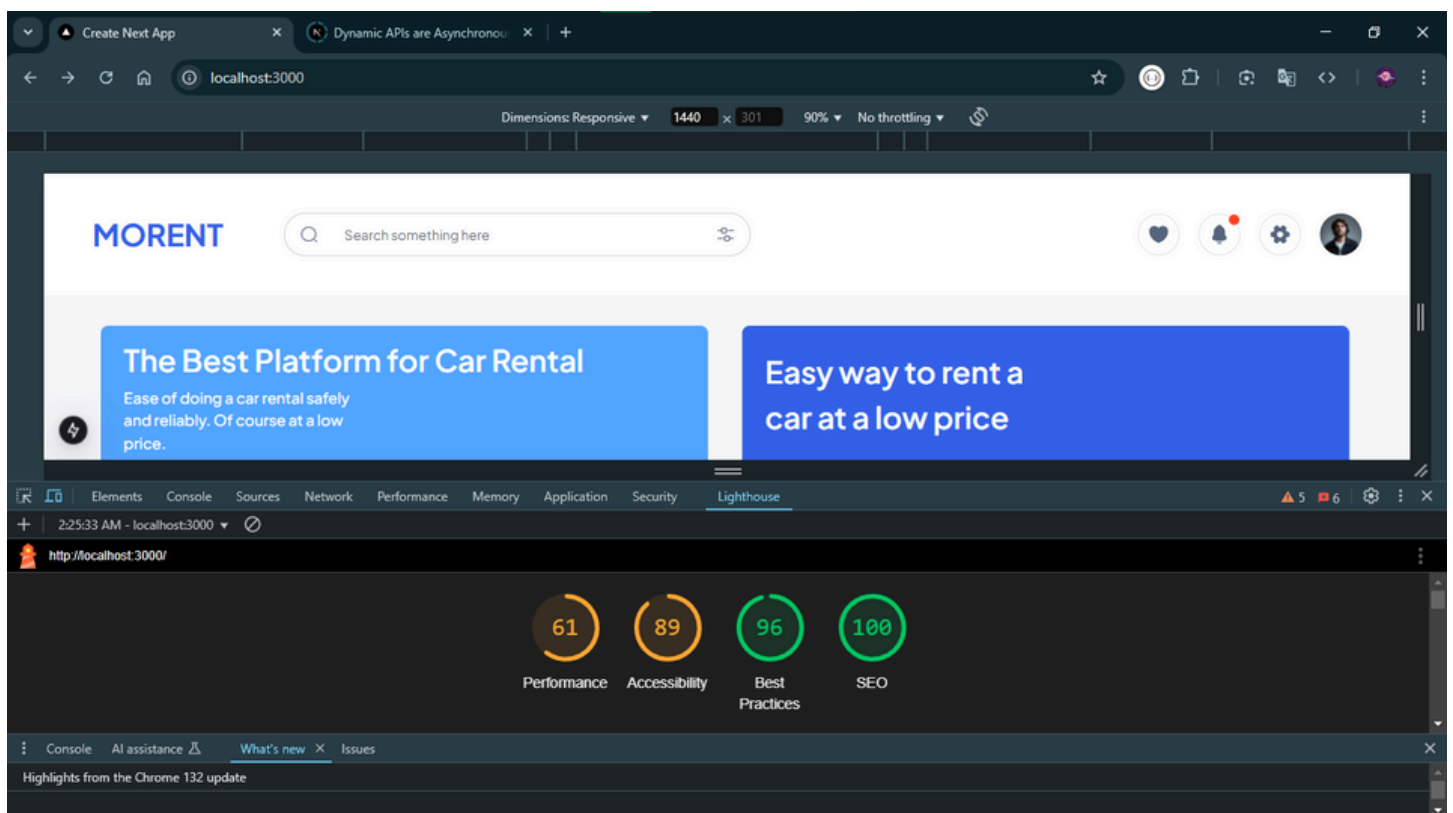 Create Next App
Dynamic APIs are Asynchronou
localhost:3000
Dimensions: Responsive 1440 x 301 90% No throttling
MORENT
Search something here
The Best Platform for Car Rental
Ease of doing a car rental safely
and reliably. Of course at a low
price.
Easy way to rent a
car at a low price
Elements Console Sources Network Performance Memory Application Security Lighthouse 5 6
2:25:33 AM - localhost:3000
http://localhost:3000/
61 89 96 100
Performance Accessibility Best Practices SEO
Console AI assistance What's new Issues
Highlights from the Chrome 132 update